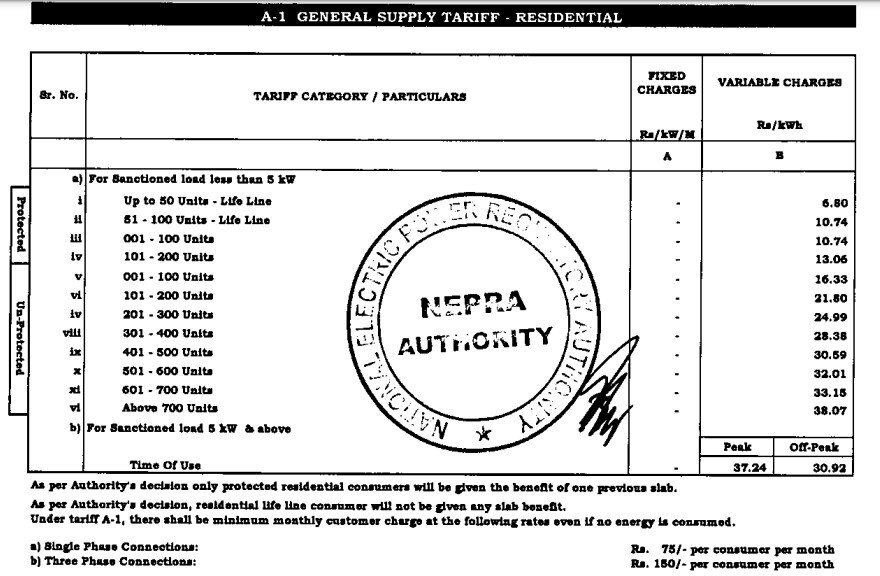 A-1 GENERAL SUPPLY TARIFF - RESIDENTIAL
Sr. No. TARIFF CATEGORY / PARTICULARS FIXED CHARGES VARIABLE CHARGES
Rs/kW/M Rs/kWh
A B
a) For Sanctioned load less than 5 kW
Protected
i Up to 50 Units - Life Line - 6.80
ii 51 - 100 Units - Life Line - 10.74
iii 001 - 100 Units - 10.74
iv 101 - 200 Units - 13.06
Un-Protected
v 001 - 100 Units - 16.33
vi 101 - 200 Units - 21.80
iv 201 - 300 Units - 24.99
viii 301 - 400 Units - 28.38
ix 401 - 500 Units - 30.59
x 501 - 600 Units - 32.01
xi 601 - 700 Units - 33.15
vi Above 700 Units - 38.07
b) For Sanctioned load 5 kW & above
Peak Off-Peak
Time Of Use - 37.24 30.92
NATIONAL ELECTRIC POWER REGULATORY AUTHORITY
NEPRA
AUTHORITY
As per Authority's decision only protected residential consumers will be given the benefit of one previous slab.
As per Authority's decision, residential life line consumer will not be given any slab benefit.
Under tariff A-1, there shall be minimum monthly customer charge at the following rates even if no energy is consumed.
a) Single Phase Connections: Rs. 75/- per consumer per month
b) Three Phase Connections: Rs. 150/- per consumer per month